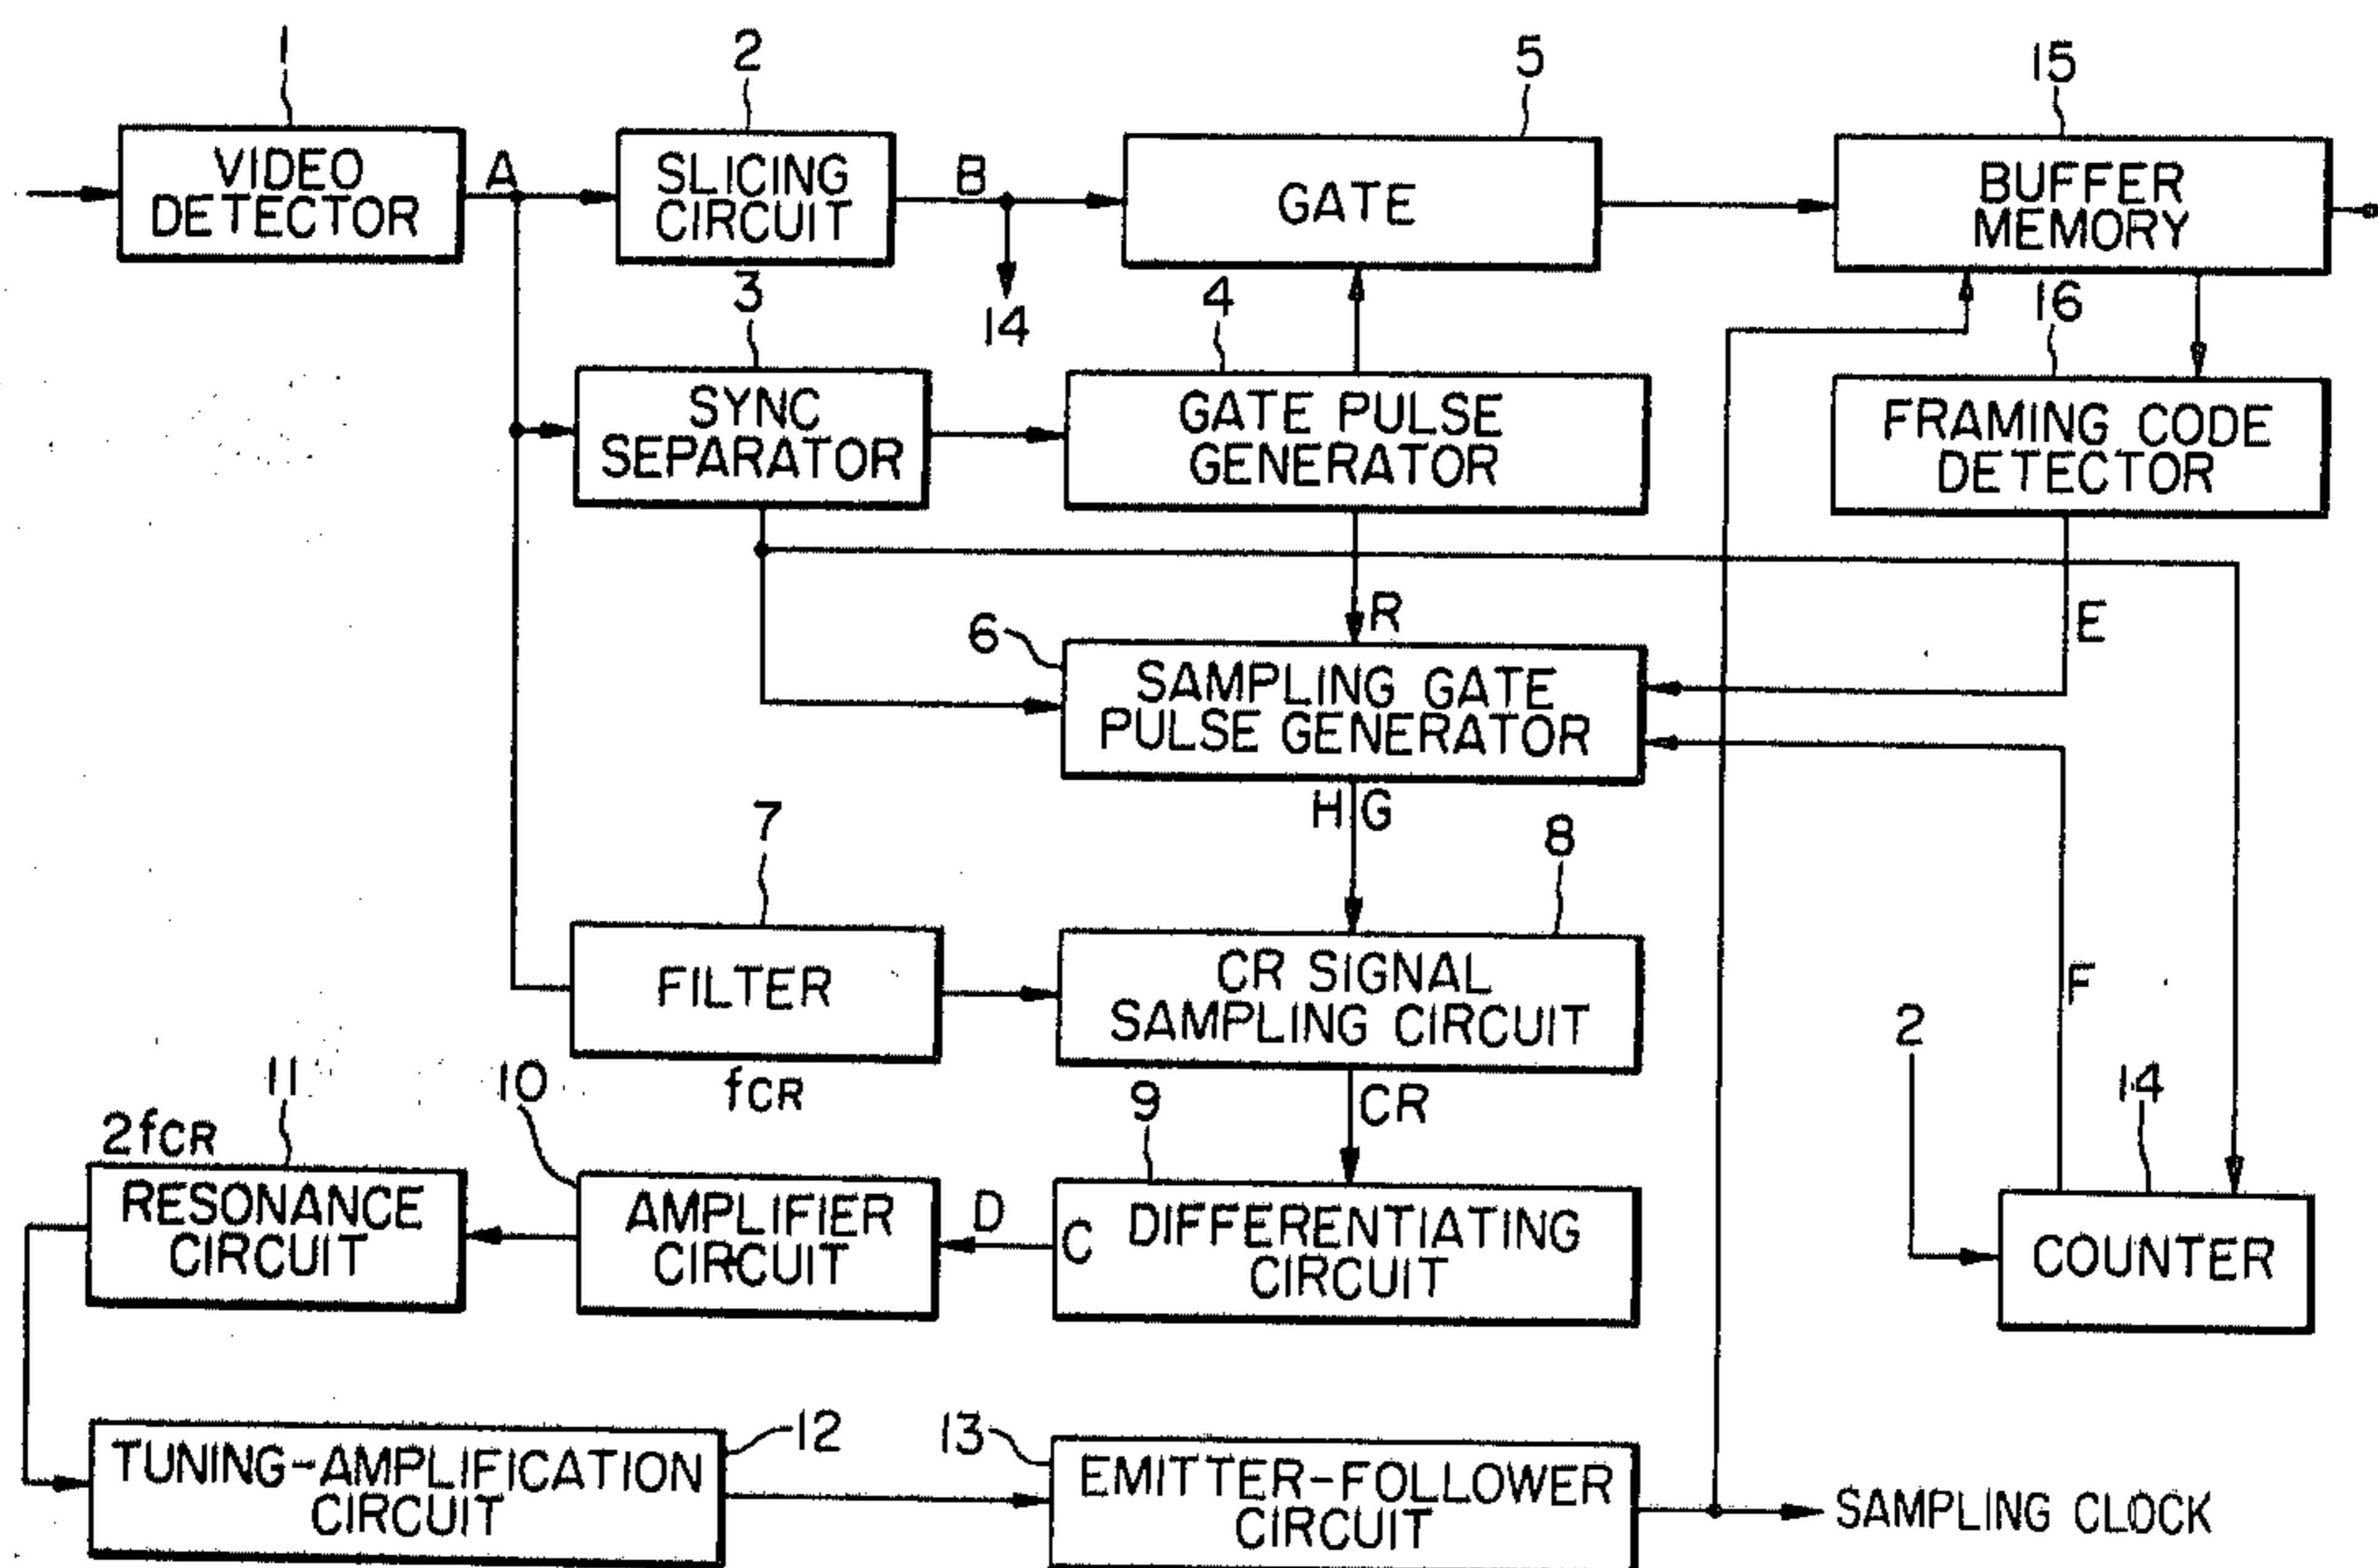 1
2
5
15
VIDEO
DETECTOR
A
SLICING
CIRCUIT
B
GATE
BUFFER
MEMORY
3
14
4
16
SYNC
SEPARATOR
GATE PULSE
GENERATOR
FRAMING CODE
DETECTOR
R
E
6
SAMPLING GATE
PULSE GENERATOR
H G
7
8
FILTER
CR SIGNAL
SAMPLING CIRCUIT
F
2
11
10
fCR
9
CR
14
2fCR
RESONANCE
CIRCUIT
AMPLIFIER
CIRCUIT
D
C
DIFFERENTIATING
CIRCUIT
COUNTER
TUNING-AMPLIFICATION
CIRCUIT
12
13
EMITTER-FOLLOWER
CIRCUIT
SAMPLING CLOCK